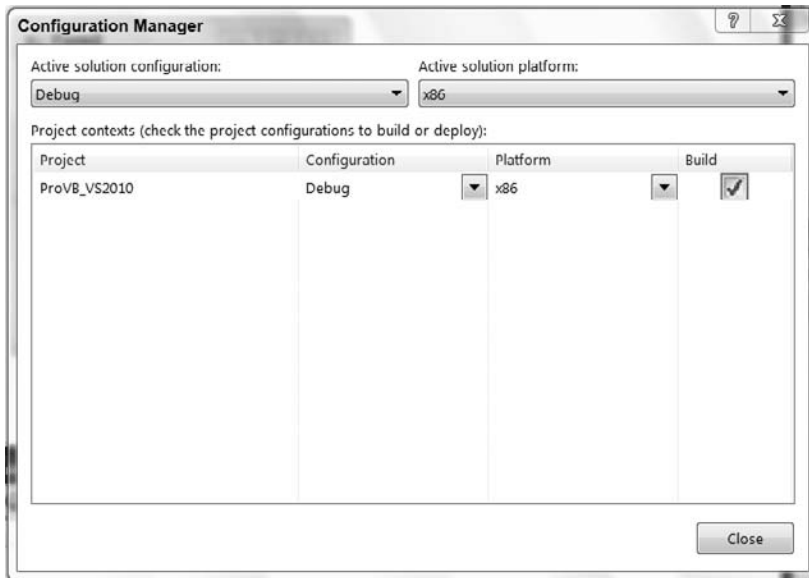 Configuration Manager
Active solution configuration: Active solution platform:
Debug x86
Project contexts (check the project configurations to build or deploy):
Project Configuration Platform Build
ProVB_VS2010 Debug x86
Close